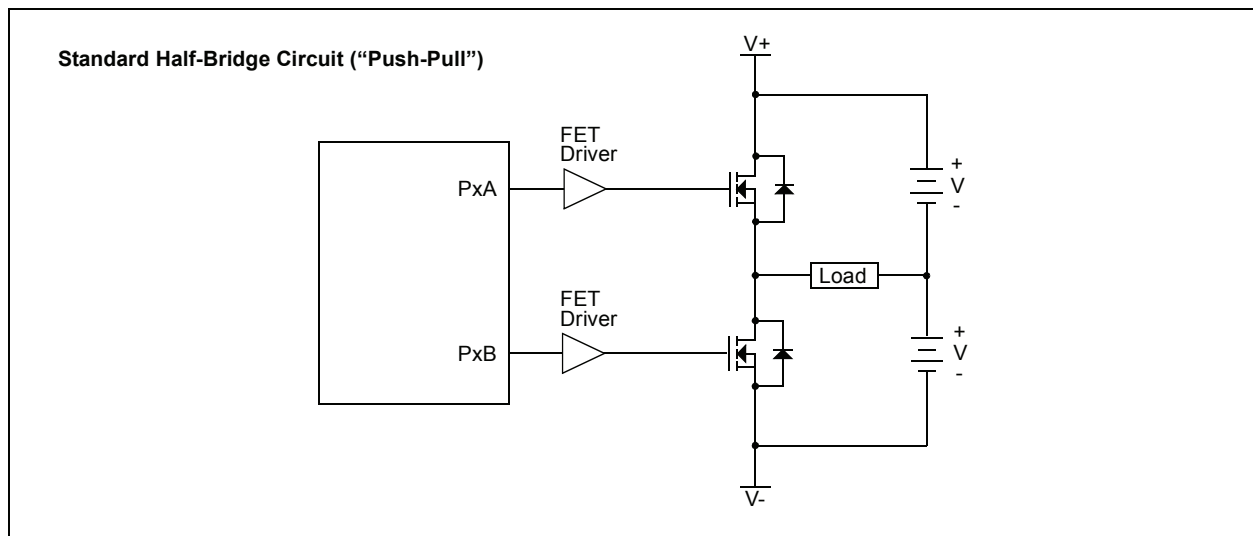 Standard Half-Bridge Circuit (“Push-Pull”)
V+
FET
Driver
PxA
+
V
-
Load
FET
Driver
PxB
+
V
-
V-